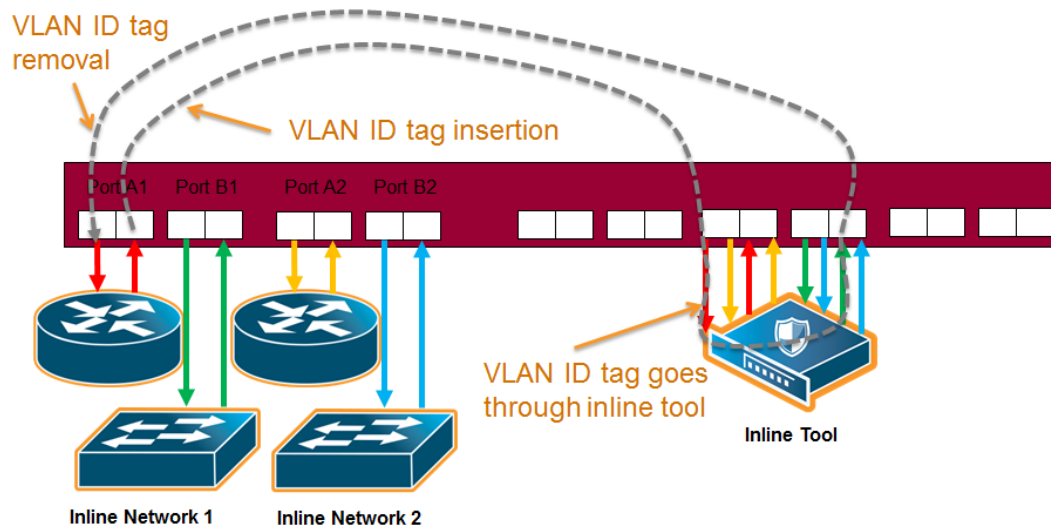 VLAN ID tag
removal
VLAN ID tag insertion
Port A1
Port B1
Port A2
Port B2
VLAN ID tag goes
through inline tool
Inline Tool
Inline Network 1
Inline Network 2